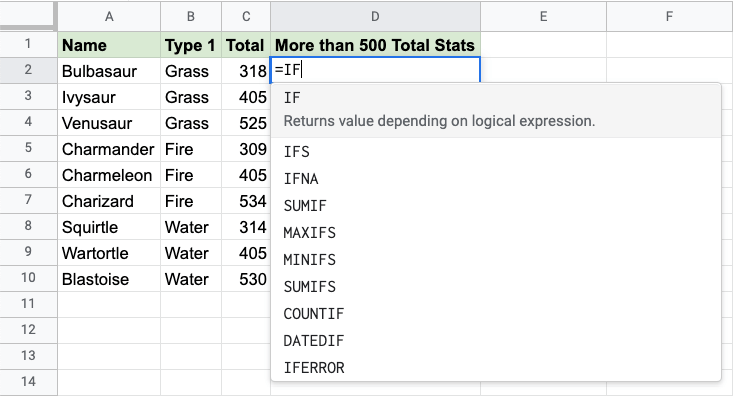 A B C D E F
1 Name Type 1 Total More than 500 Total Stats
2 Bulbasaur Grass 318 =IF
3 Ivysaur Grass 405 IF
4 Venusaur Grass 525 Returns value depending on logical expression.
5 Charmander Fire 309 IFS
6 Charmeleon Fire 405 IFNA
7 Charizard Fire 534 SUMIF
8 Squirtle Water 314 MAXIFS
9 Wartortle Water 405 MINIFS
10 Blastoise Water 530 SUMIFS
11 COUNTIF
12 DATEDIF
13 IFERROR
14